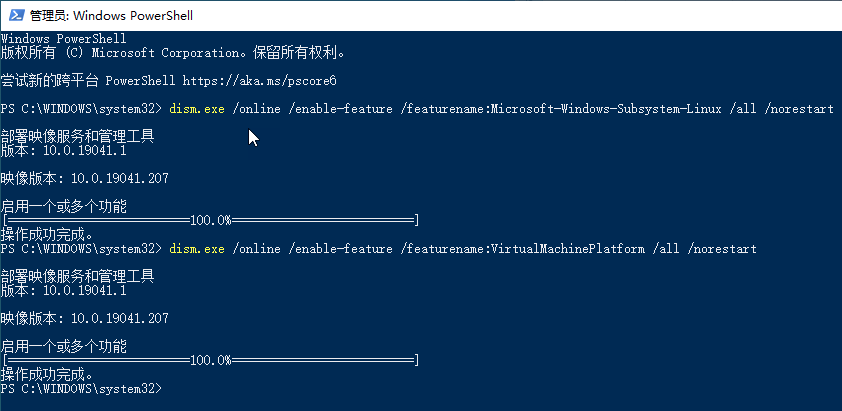 管理员: Windows PowerShell
Windows PowerShell
版权所有 (C) Microsoft Corporation。保留所有权利。
尝试新的跨平台 PowerShell https://aka.ms/pscore6
PS C:\WINDOWS\system32> dism.exe /online /enable-feature /featurename:Microsoft-Windows-Subsystem-Linux /all /norestart
部署映像服务和管理工具
版本: 10.0.19041.1
映像版本: 10.0.19041.207
启用一个或多个功能
[==========================100.0%==========================]
操作成功完成。
PS C:\WINDOWS\system32> dism.exe /online /enable-feature /featurename:VirtualMachinePlatform /all /norestart
部署映像服务和管理工具
版本: 10.0.19041.1
映像版本: 10.0.19041.207
启用一个或多个功能
[==========================100.0%==========================]
操作成功完成。
PS C:\WINDOWS\system32>